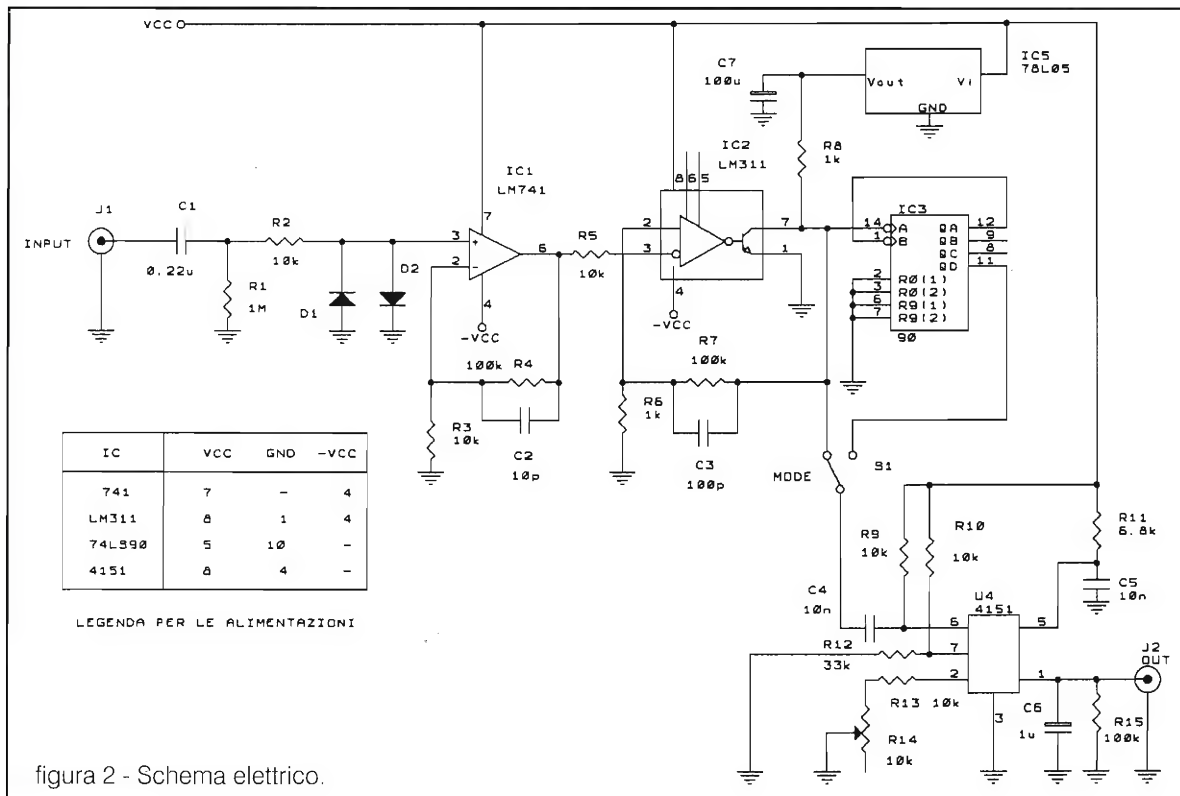 VCC
IC5
78L05
C7
100u
Vout
Vi
GND
R8
1k
IC2
LM311
8 6 5
IC1
LM741
J1
C1
R2
INPUT
0.22u
10k
R1
1M
D1
D2
3
+
2
-
7
6
4
-VCC
R5
10k
2
3
7
1
4
-VCC
IC3
14
A
1
B
QA
12
QB
9
QC
8
QD
11
2
R0(1)
3
R0(2)
6
R9(1)
7
R9(2)
90
100k
R4
R7
100k
R3
10k
C2
10p
R6
1k
C3
100p
MODE
S1
IC VCC GND -VCC
741 7 - 4
LM311 8 1 4
74LS90 5 10 -
4151 8 4 -
LEGENDA PER LE ALIMENTAZIONI
R9
10k
R10
10k
R11
6.8k
C5
10n
C4
10n
U4
4151
6
5
7
R12
33k
2
1
R13 10k
3
J2
OUT
C6
1u
R15
100k
R14
10k
figura 2 - Schema elettrico.